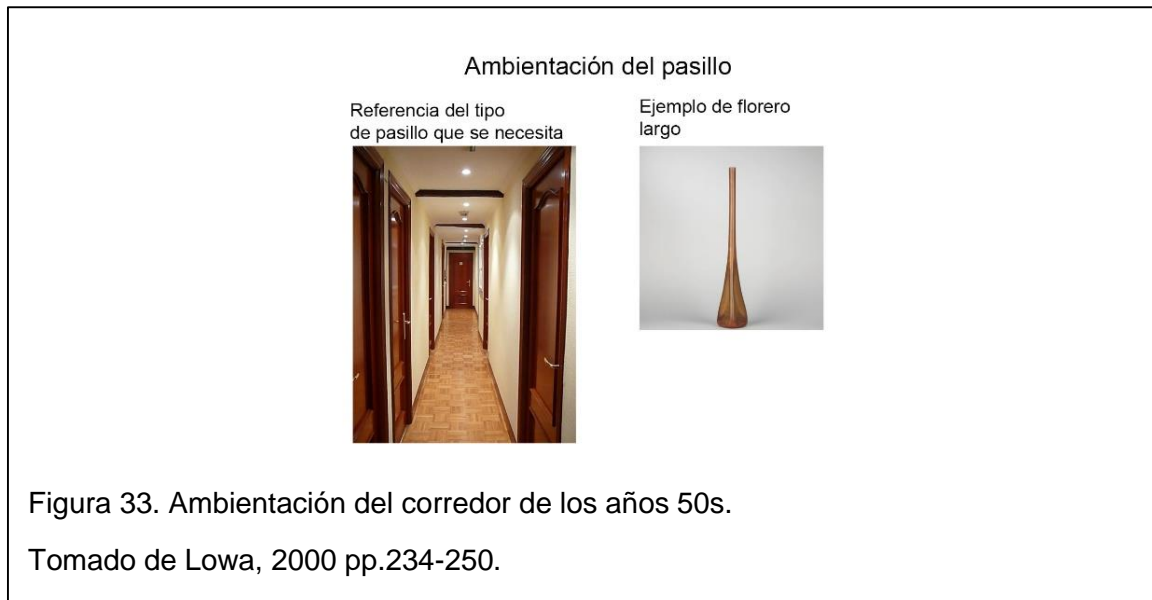 Ambientación del pasillo
Referencia del tipo
de pasillo que se necesita
Ejemplo de florero
largo
Figura 33. Ambientación del corredor de los años 50s.
Tomado de Lowa, 2000 pp.234-250.